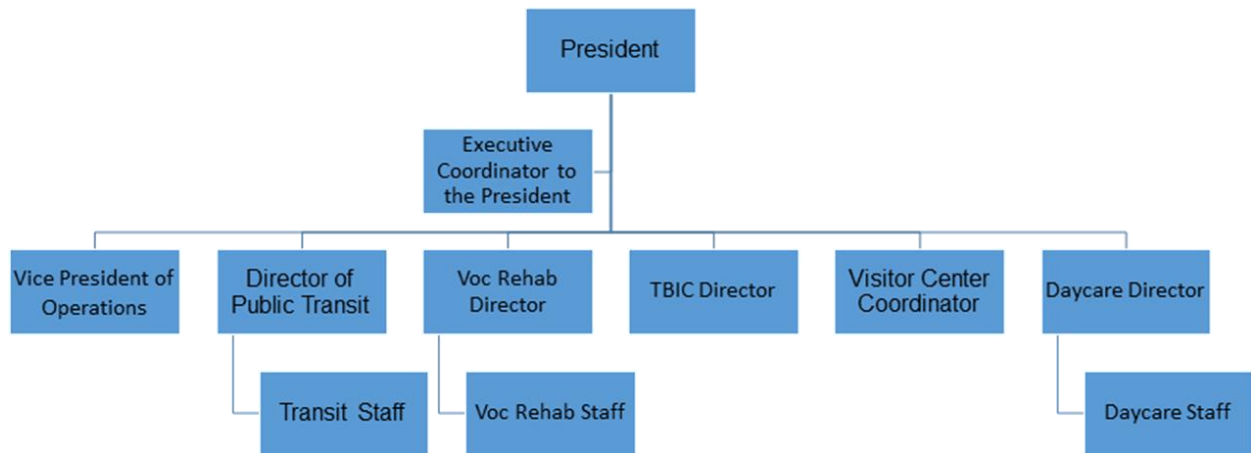 President
Executive
Coordinator to
the President
Vice President of
Operations
Director of
Public Transit
Voc Rehab
Director
TBIC Director
Visitor Center
Coordinator
Daycare Director
Transit Staff
Voc Rehab Staff
Daycare Staff